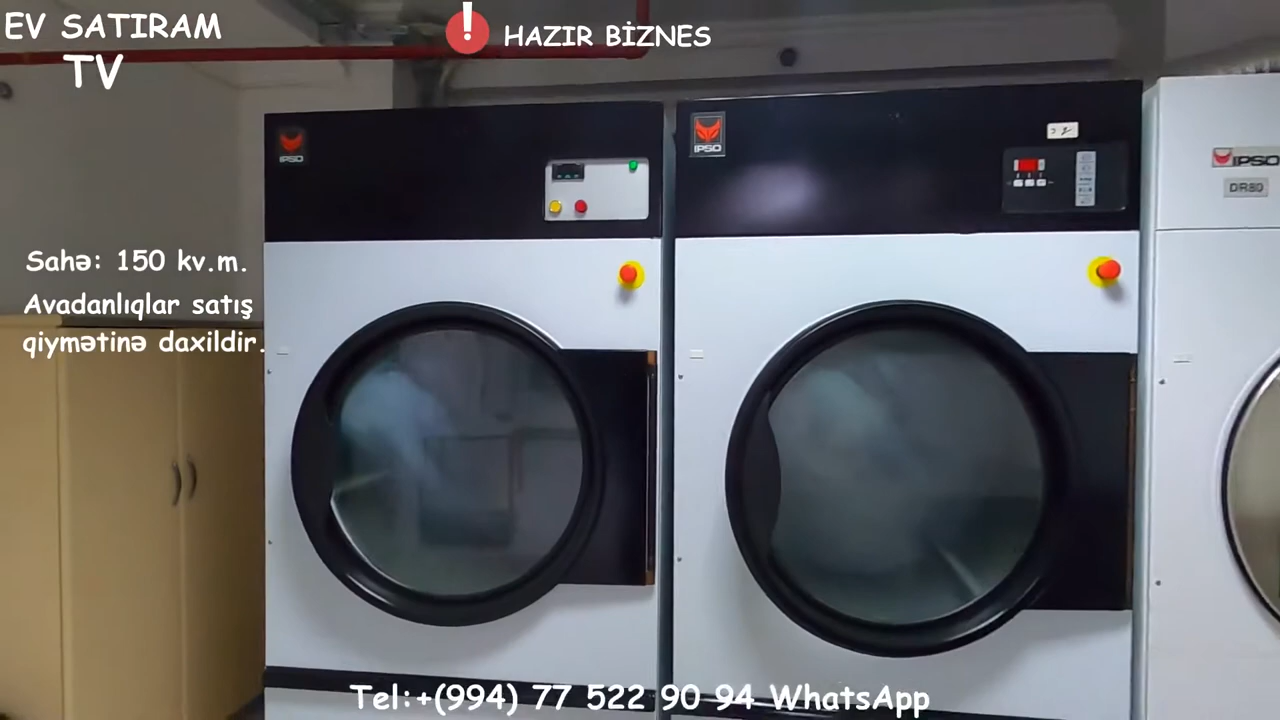 EV SATIRAM
TV
! HAZIR BİZNES
IPSO
IPSO
IPSO
DR80
Sahə: 150 kv.m.
Avadanlıqlar satış
qiymətinə daxildir.
Tel:+(994) 77 522 90 94 WhatsApp